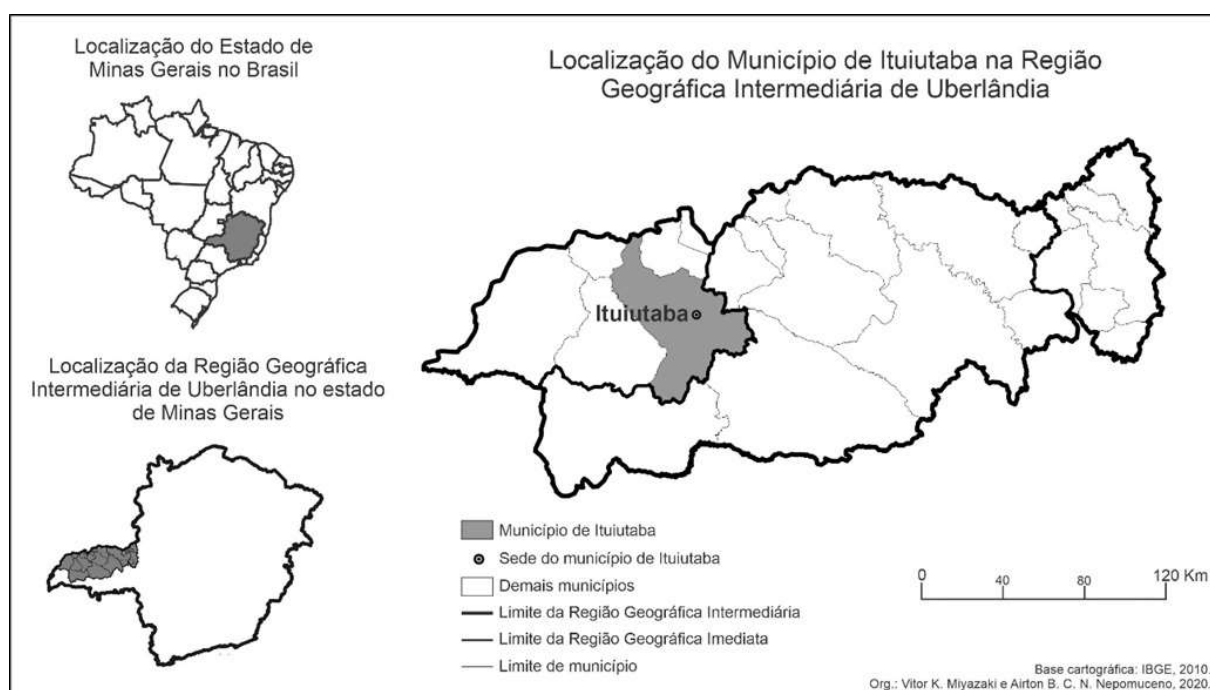 Localização do Estado de
Minas Gerais no Brasil
Localização do Município de Ituiutaba na Região
Geográfica Intermediária de Uberlândia
Ituiutaba
Localização da Região Geográfica
Intermediária de Uberlândia no estado
de Minas Gerais
Município de Ituiutaba
Sede do município de Ituiutaba
Demais municípios
Limite da Região Geográfica Intermediária
Limite da Região Geográfica Imediata
Limite de município
0 40 80 120 Km
Base cartográfica: IBGE, 2010.
Org.: Vitor K. Miyazaki e Airton B. C. N. Nepomuceno, 2020.